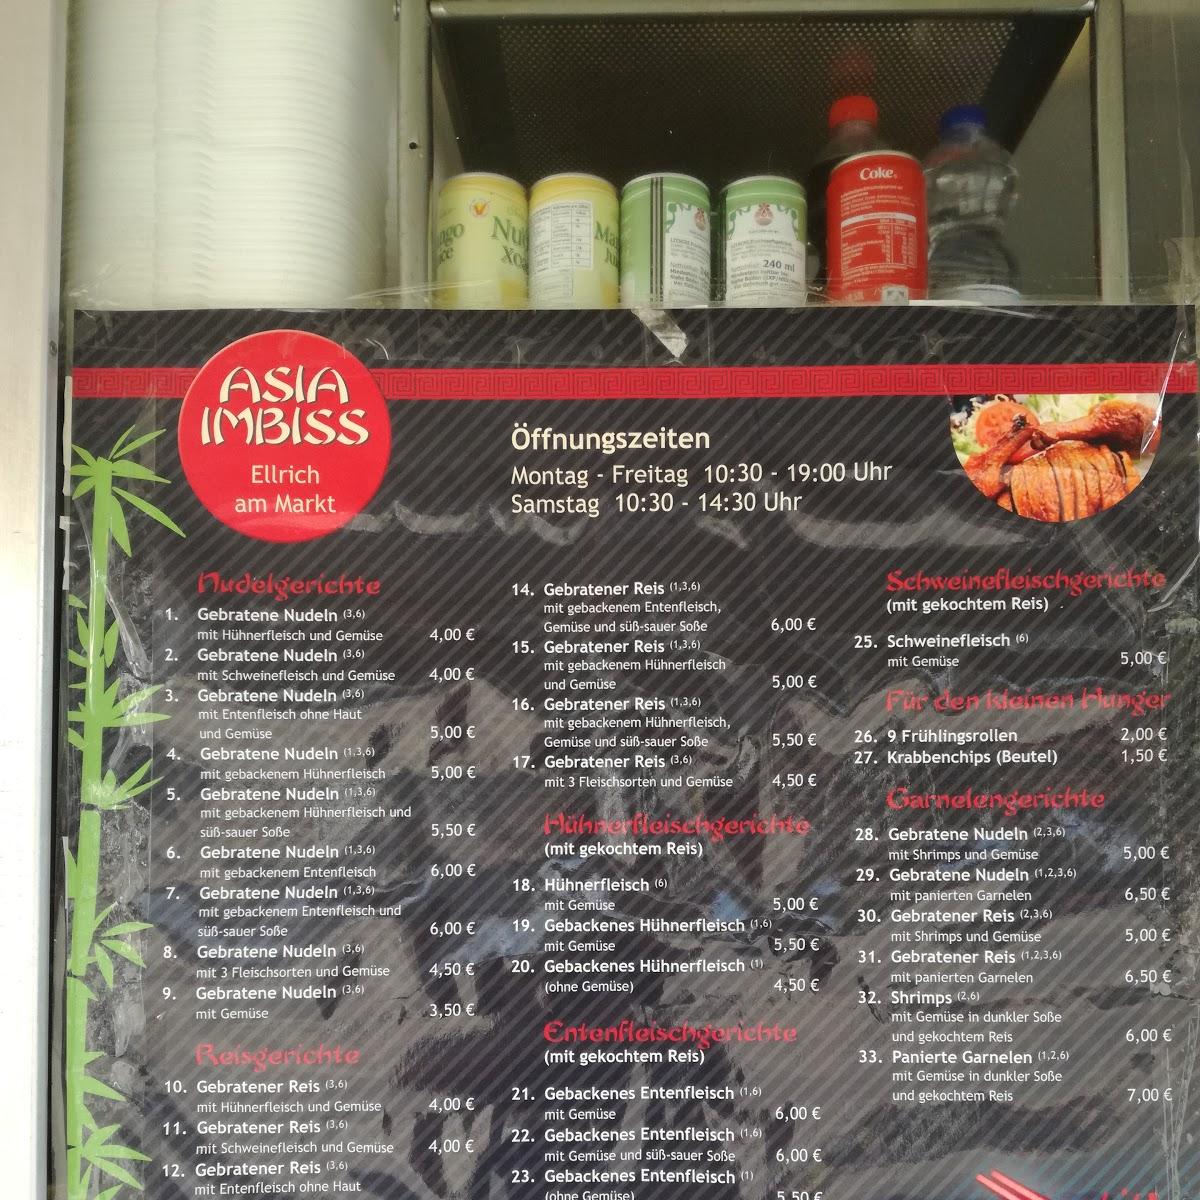 Coke
240 ml
ASIA
IMBISS
Ellrich
am Markt
Öffnungszeiten
Montag - Freitag 10:30 - 19:00 Uhr
Samstag 10:30 - 14:30 Uhr
Nudelgerichte
1. Gebratene Nudeln (3,6)
mit Hühnerfleisch und Gemüse 4,00 €
2. Gebratene Nudeln (3,6)
mit Schweinefleisch und Gemüse 4,00 €
3. Gebratene Nudeln (3,6)
mit Entenfleisch ohne Haut
und Gemüse 5,00 €
4. Gebratene Nudeln (1,3,6)
mit gebackenem Hühnerfleisch 5,00 €
5. Gebratene Nudeln (1,3,6)
mit gebackenem Hühnerfleisch und
süß-sauer Soße 5,50 €
6. Gebratene Nudeln (1,3,6)
mit gebackenem Entenfleisch 6,00 €
7. Gebratene Nudeln (1,3,6)
mit gebackenem Entenfleisch und
süß-sauer Soße 6,00 €
8. Gebratene Nudeln (3,6)
mit 3 Fleischsorten und Gemüse 4,50 €
9. Gebratene Nudeln (3,6)
mit Gemüse 3,50 €
Reisgerichte
10. Gebratener Reis (3,6)
mit Hühnerfleisch und Gemüse 4,00 €
11. Gebratener Reis (3,6)
mit Schweinefleisch und Gemüse 4,00 €
12. Gebratener Reis (3,6)
mit Entenfleisch ohne Haut
14. Gebratener Reis (1,3,6)
mit gebackenem Entenfleisch,
Gemüse und süß-sauer Soße 6,00 €
15. Gebratener Reis (1,3,6)
mit gebackenem Hühnerfleisch
und Gemüse 5,00 €
16. Gebratener Reis (1,3,6)
mit gebackenem Hühnerfleisch,
Gemüse und süß-sauer Soße 5,50 €
17. Gebratener Reis (3,6)
mit 3 Fleischsorten und Gemüse 4,50 €
Hühnerfleischgerichte
(mit gekochtem Reis)
18. Hühnerfleisch (6)
mit Gemüse 5,00 €
19. Gebackenes Hühnerfleisch (1,6)
mit Gemüse 5,50 €
20. Gebackenes Hühnerfleisch (1)
(ohne Gemüse) 4,50 €
Entenfleischgerichte
(mit gekochtem Reis)
21. Gebackenes Entenfleisch (1,6)
mit Gemüse 6,00 €
22. Gebackenes Entenfleisch (1,6)
mit Gemüse und süß-sauer Soße 6,00 €
23. Gebackenes Entenfleisch (1)
(ohne Gemüse) 5,50 €
Schweinefleischgerichte
(mit gekochtem Reis)
25. Schweinefleisch (6)
mit Gemüse 5,00 €
Für den kleinen Hunger
26. 9 Frühlingsrollen 2,00 €
27. Krabbenchips (Beutel) 1,50 €
Garnelengerichte
28. Gebratene Nudeln (2,3,6)
mit Shrimps und Gemüse 5,00 €
29. Gebratene Nudeln (1,2,3,6)
mit panierten Garnelen 6,50 €
30. Gebratener Reis (2,3,6)
mit Shrimps und Gemüse 5,00 €
31. Gebratener Reis (1,2,3,6)
mit panierten Garnelen 6,50 €
32. Shrimps (2,6)
mit Gemüse in dunkler Soße
und gekochtem Reis 6,00 €
33. Panierte Garnelen (1,2,6)
mit Gemüse in dunkler Soße
und gekochtem Reis 7,00 €